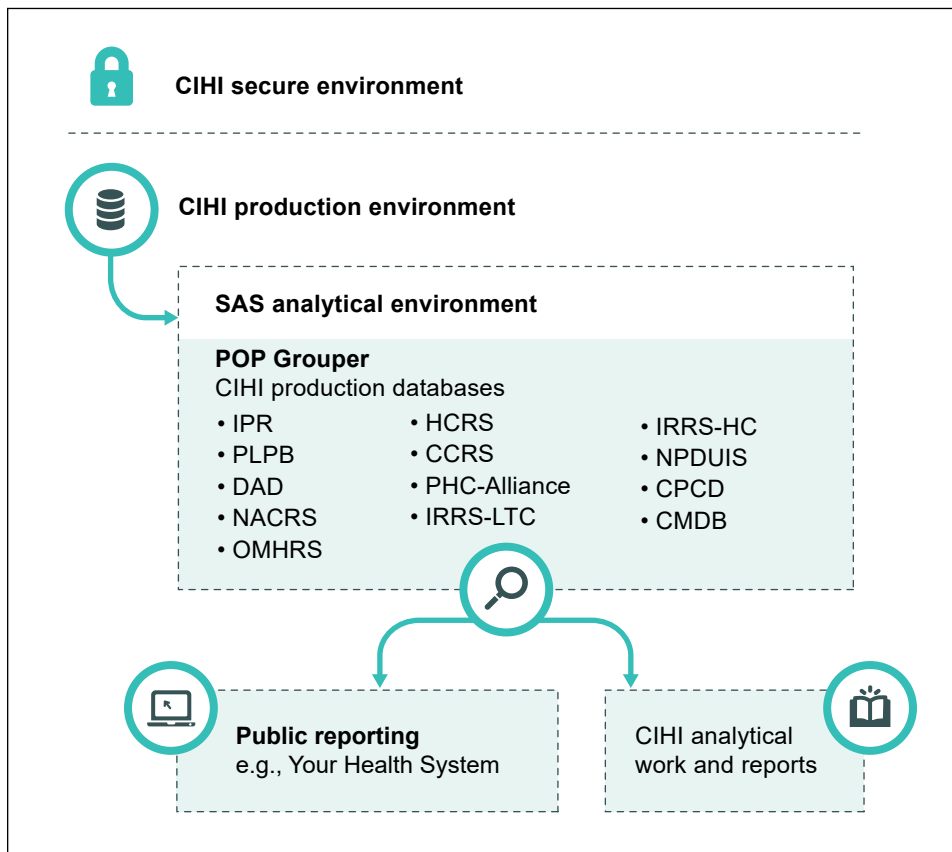 CIHI secure environment
CIHI production environment
SAS analytical environment
POP Grouper
CIHI production databases
• IPR
• PLPB
• DAD
• NACRS
• OMHRS
• HCRS
• CCRS
• PHC-Alliance
• IRRS-LTC
• IRRS-HC
• NPDUIS
• CPCD
• CMDB
Public reporting
e.g., Your Health System
CIHI analytical
work and reports